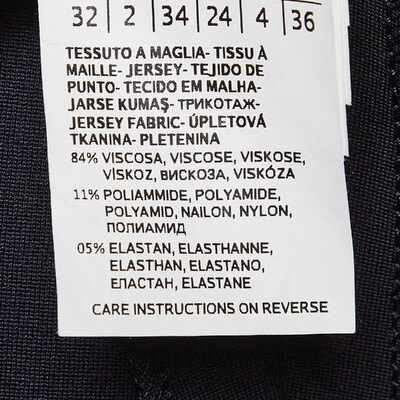 32 2 34 24 4 36
TESSUTO A MAGLIA- TISSU À
MAILLE- JERSEY- TEJIDO DE
PUNTO- TECIDO EM MALHA-
JARSE KUMAŞ- ТРИКОТАЖ-
JERSEY FABRIC- ÚPLETOVÁ
TKANINA- PLETENINA
84% VISCOSA, VISCOSE, VISKOSE,
VÍSKOZ, ВИСКОЗА, VISKÓZA
11% POLIAMMIDE, POLYAMIDE,
POLYAMID, NAILON, NYLON,
ПОЛИАМИД
05% ELASTAN, ELASTHANNE,
ELASTHAN, ELASTANO,
ЕЛАСТАН, ELASTANE
CARE INSTRUCTIONS ON REVERSE